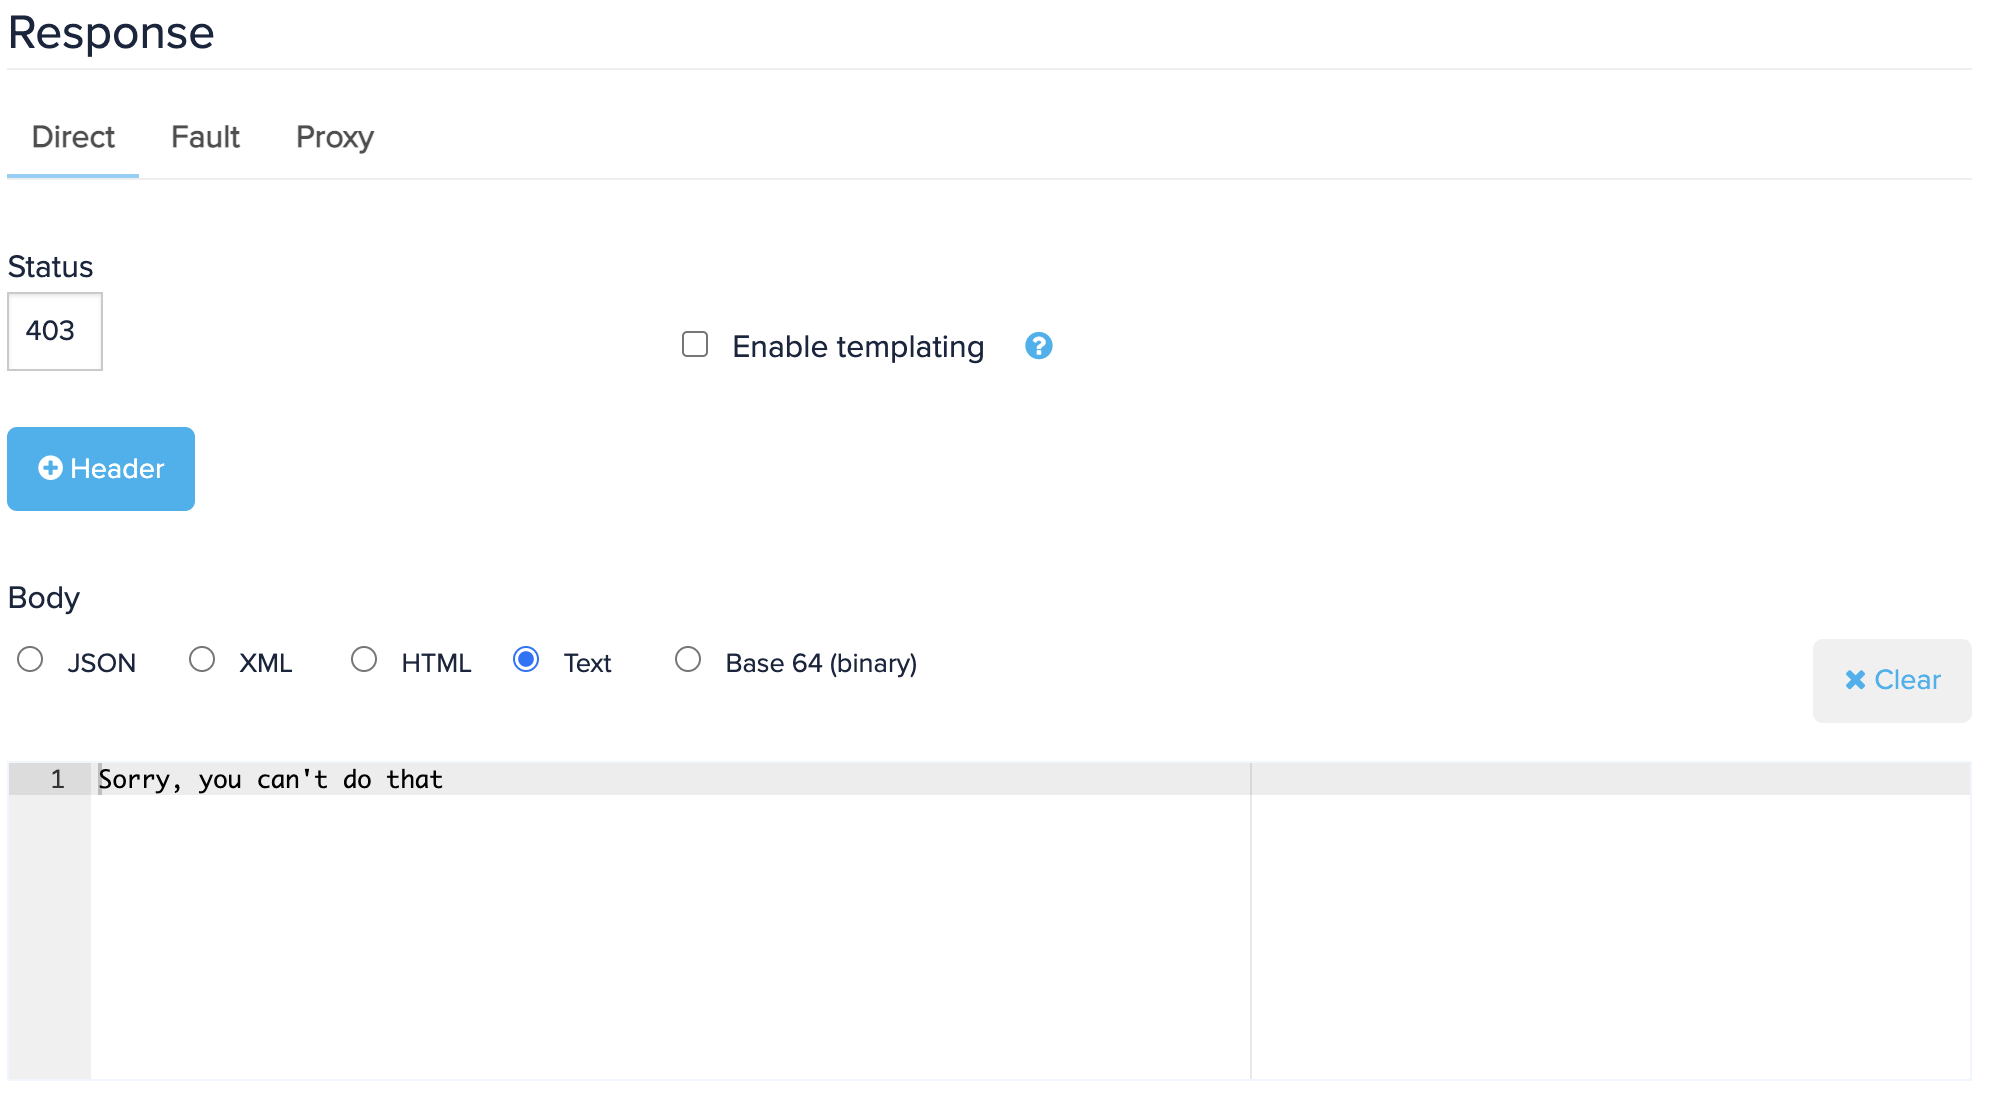 Response
Direct Fault Proxy
Status
403
Enable templating ?
Header
Body
JSON XML HTML Text Base 64 (binary)
Clear
1 Sorry, you can't do that